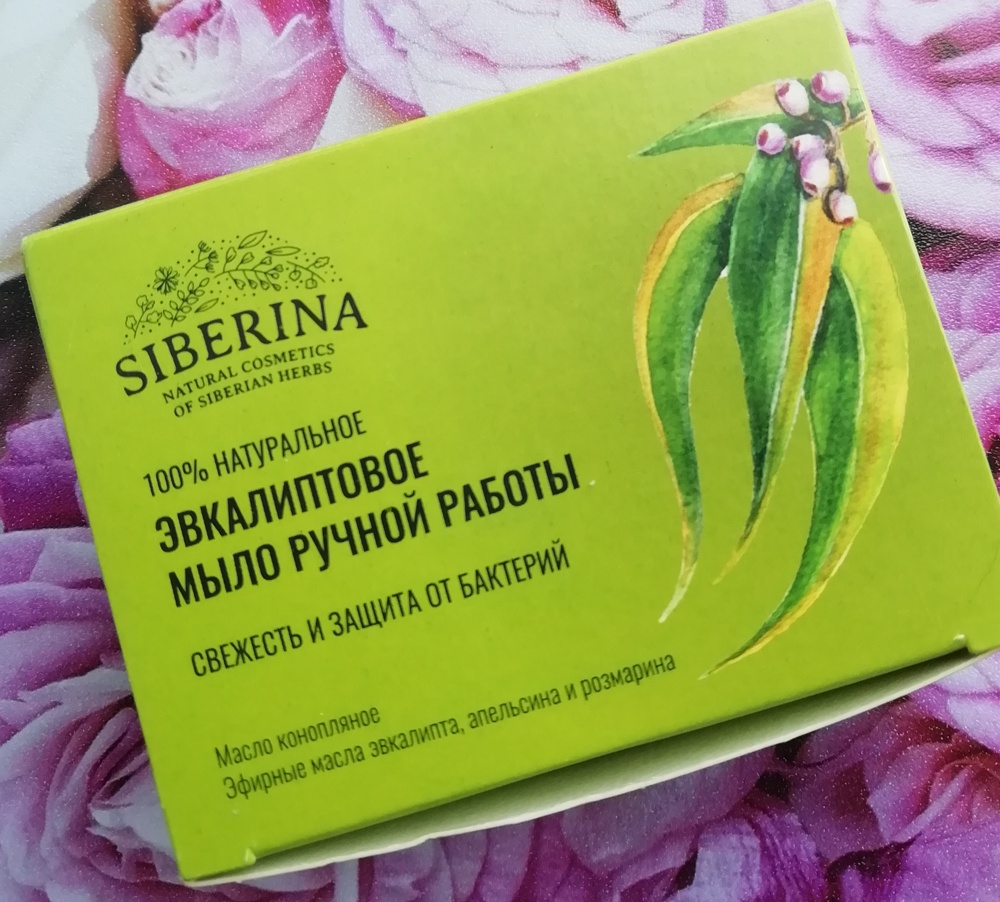 SIBERINA
NATURAL COSMETICS
OF SIBERIAN HERBS
100% НАТУРАЛЬНОЕ
ЭВКАЛИПТОВОЕ
МЫЛО РУЧНОЙ РАБОТЫ
СВЕЖЕСТЬ И ЗАЩИТА ОТ БАКТЕРИЙ
Масло конопляное
Эфирные масла эвкалипта, апельсина и розмарина